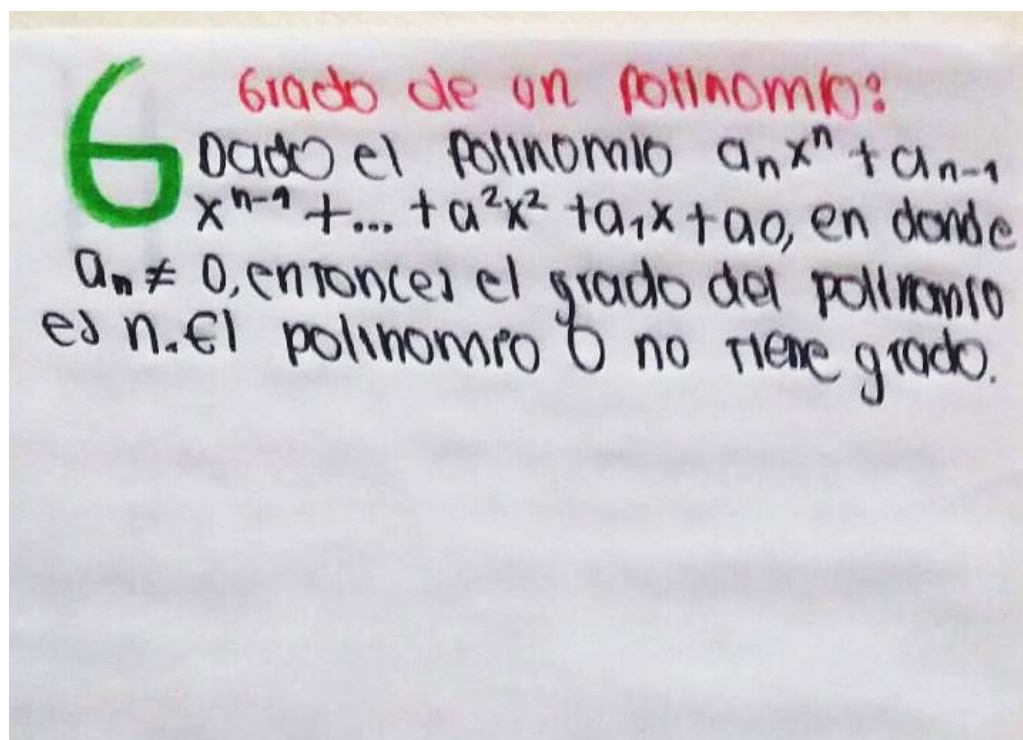 6 Grado de un Polinomio:
Dado el Polinomio aₙxⁿ + aₙ₋₁
xⁿ⁻¹ +... + a²x² + a₁x + a0, en donde
aₙ ≠ 0, entonces el grado del polinomio
es n. El polinomio 0 no tiene grado.